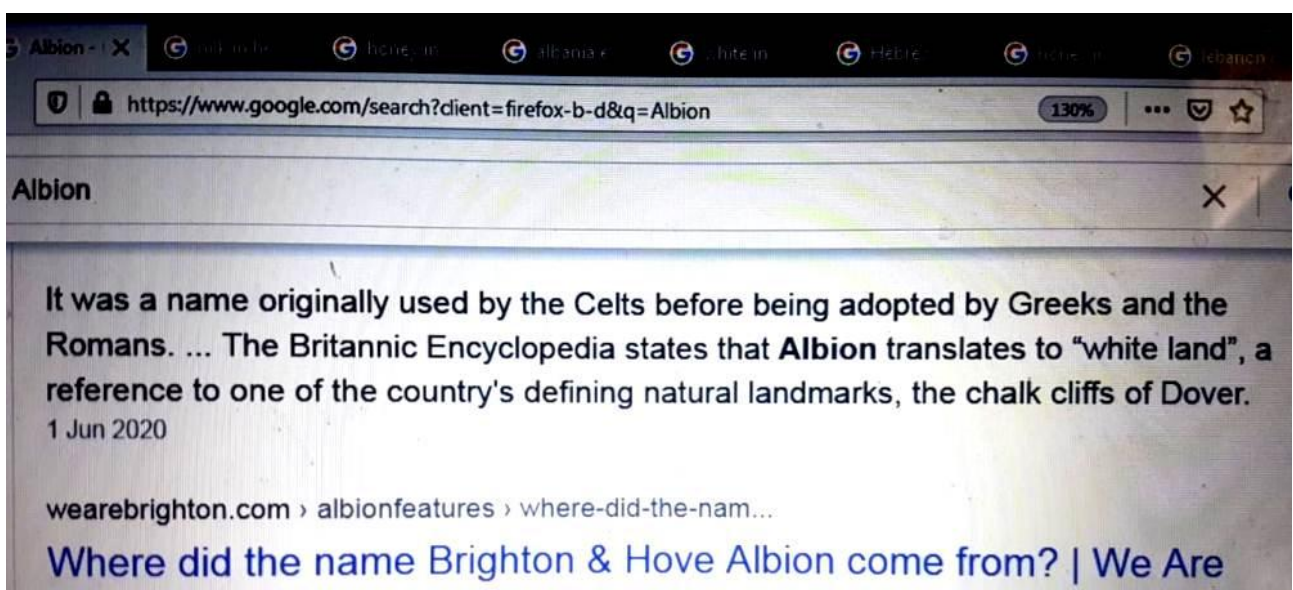 Albion -
albania
Hebre
lebanon
https://www.google.com/search?client=firefox-b-d&q=Albion
130%
Albion
It was a name originally used by the Celts before being adopted by Greeks and the
Romans. ... The Britannic Encyclopedia states that Albion translates to “white land”, a
reference to one of the country's defining natural landmarks, the chalk cliffs of Dover.
1 Jun 2020
wearebrighton.com › albionfeatures › where-did-the-nam...
Where did the name Brighton & Hove Albion come from? | We Are